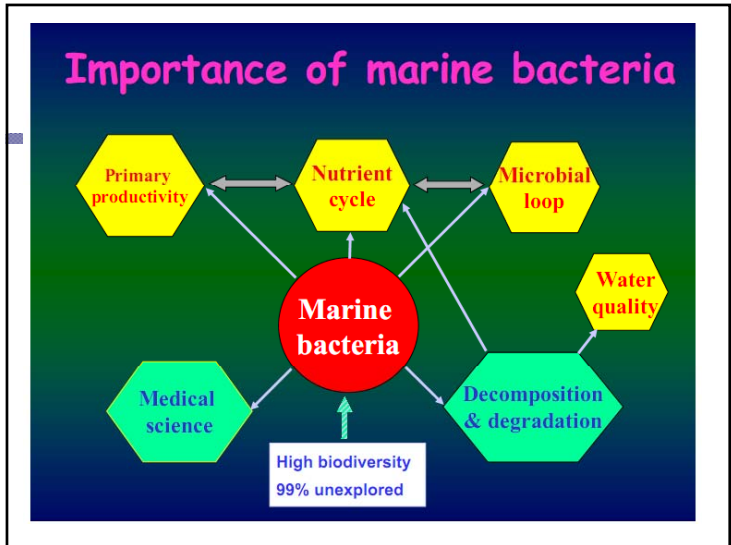 Importance of marine bacteria
Primary
productivity
Nutrient
cycle
Microbial
loop
Water
quality
Marine
bacteria
Medical
science
Decomposition
& degradation
High biodiversity
99% unexplored